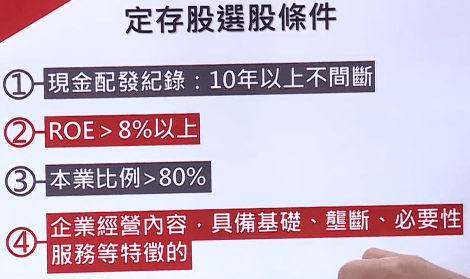 定存股選股條件
① 現金配發紀錄：10年以上不間斷
② ROE＞8%以上
③ 本業比例>80%
④ 企業經營內容，具備基礎、壟斷、必要性
服務等特徵的